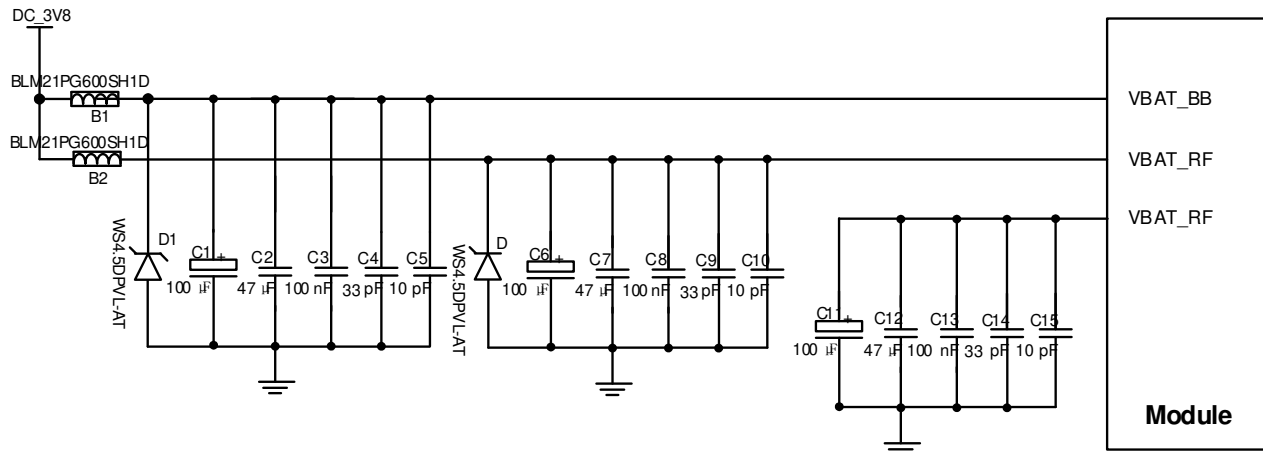 DC_3V8
BLM21PG600SH1D
B1
VBAT_BB
BLM21PG600SH1D
B2
VBAT_RF
VBAT_RF
WS4.5DPVL-AT
D1
C1
+
100 µF
C2
47 µF
C3
100 nF
C4
33 pF
C5
10 pF
WS4.5DPVL-AT
D
C6
+
100 µF
C7
47 µF
C8
100 nF
C9
33 pF
C10
10 pF
C11
+
100 µF
C12
47 µF
C13
100 nF
C14
33 pF
C15
10 pF
Module